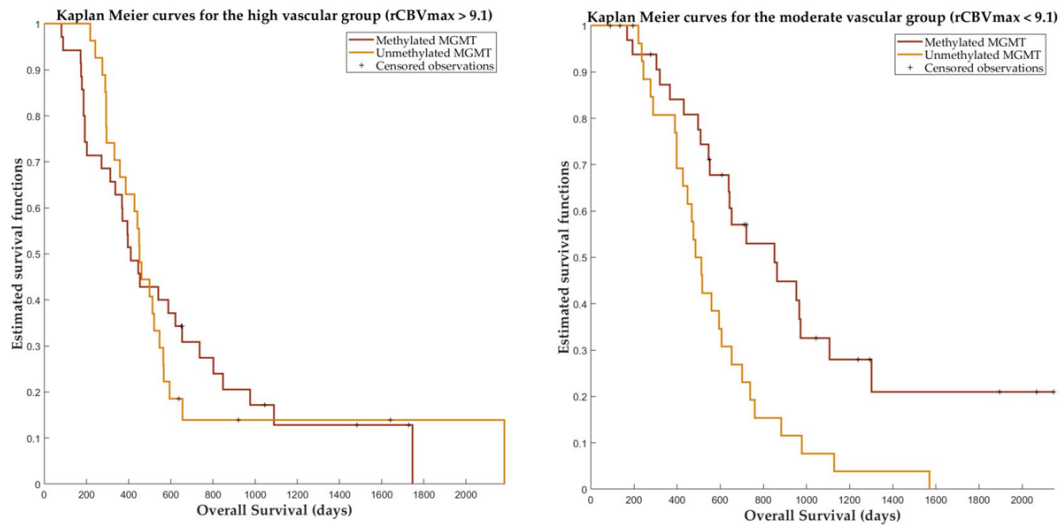 Kaplan Meier curves for the high vascular group (rCBVmax > 9.1)
Methylated MGMT
Unmethylated MGMT
Censored observations
1
0.9
0.8
0.7
0.6
0.5
0.4
0.3
0.2
0.1
0
Estimated survival functions
0 200 400 600 800 1000 1200 1400 1600 1800 2000
Overall Survival (days)
Kaplan Meier curves for the moderate vascular group (rCBVmax < 9.1)
Methylated MGMT
Unmethylated MGMT
Censored observations
1
0.9
0.8
0.7
0.6
0.5
0.4
0.3
0.2
0.1
0
Estimated survival functions
0 200 400 600 800 1000 1200 1400 1600 1800 2000
Overall Survival (days)